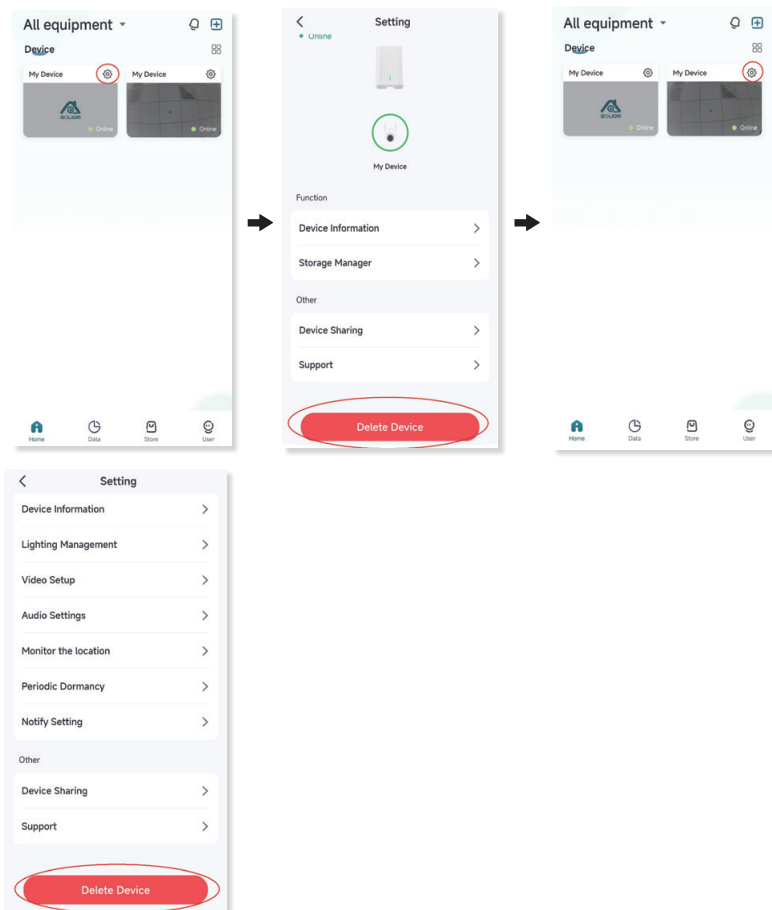 All equipment
Device
My Device
My Device
Online
Online
Home
Data
Store
User
Setting
Online
My Device
Function
Device Information
Storage Manager
Other
Device Sharing
Support
Delete Device
All equipment
Device
My Device
My Device
Online
Online
Home
Data
Store
User
Setting
Device Information
Lighting Management
Video Setup
Audio Settings
Monitor the location
Periodic Dormancy
Notify Setting
Other
Device Sharing
Support
Delete Device